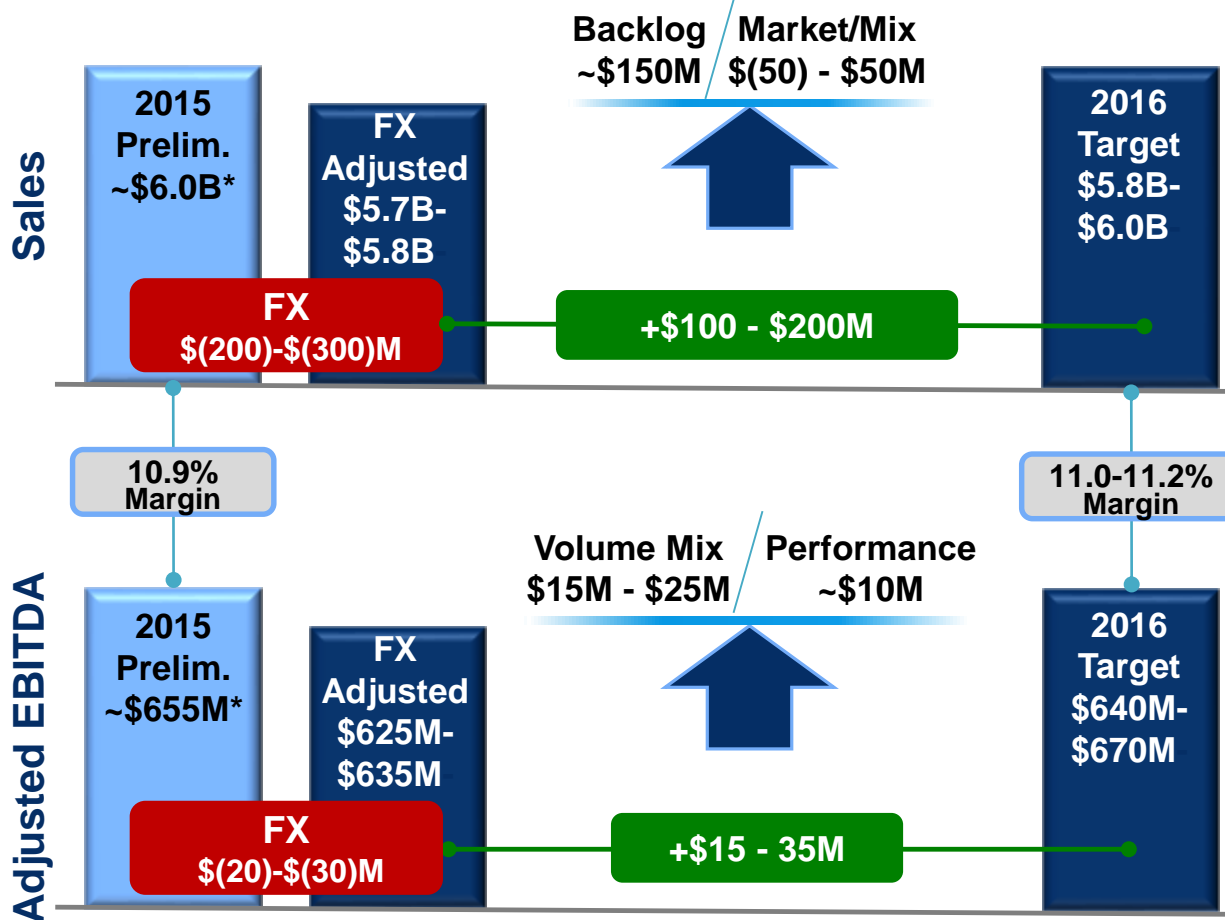 Sales
Backlog
~$150M
Market/Mix
$(50) - $50M
2015
Prelim.
~$6.0B*
FX
Adjusted
$5.7B-
$5.8B
2016
Target
$5.8B-
$6.0B
FX
$(200)-$(300)M
+$100 - $200M
10.9%
Margin
11.0-11.2%
Margin
Adjusted EBITDA
Volume Mix
$15M - $25M
Performance
~$10M
2015
Prelim.
~$655M*
FX
Adjusted
$625M-
$635M
2016
Target
$640M-
$670M
FX
$(20)-$(30)M
+$15 - 35M